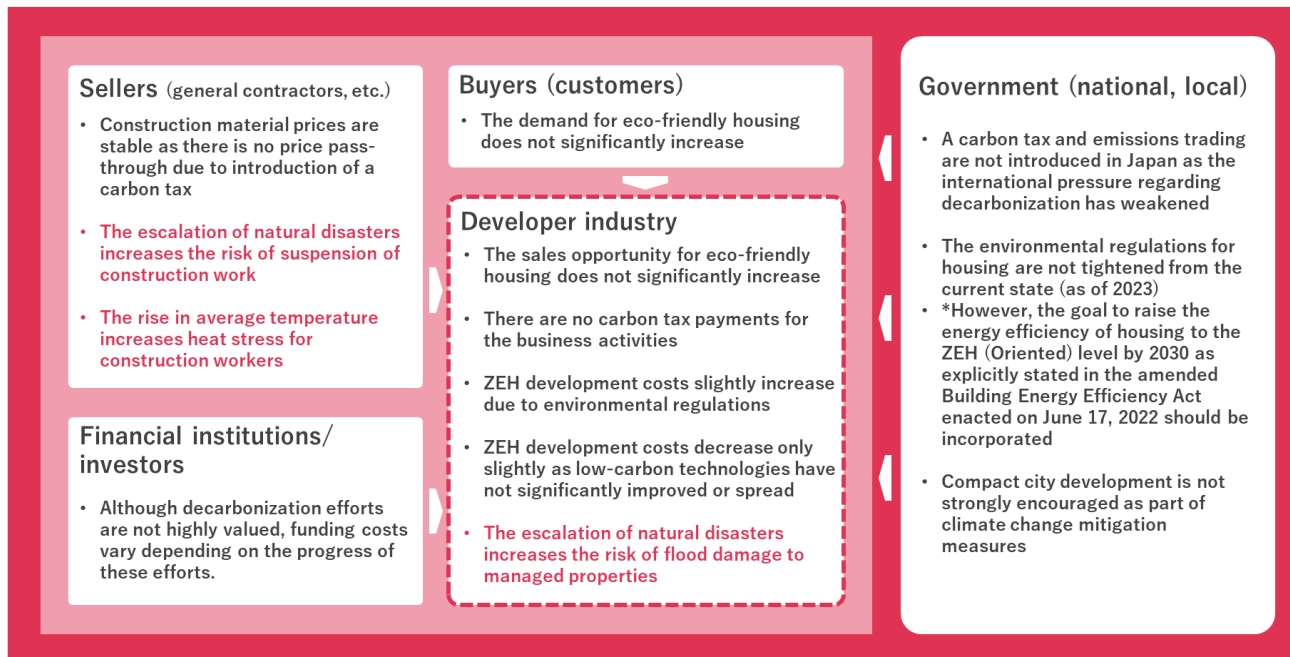 Sellers (general contractors, etc.)
• Construction material prices are
stable as there is no price pass-
through due to introduction of a
carbon tax
• The escalation of natural disasters
increases the risk of suspension of
construction work
• The rise in average temperature
increases heat stress for
construction workers
Financial institutions/
investors
• Although decarbonization efforts
are not highly valued, funding costs
vary depending on the progress of
these efforts.
Buyers (customers)
• The demand for eco-friendly housing
does not significantly increase
Developer industry
• The sales opportunity for eco-friendly
housing does not significantly increase
• There are no carbon tax payments for
the business activities
• ZEH development costs slightly increase
due to environmental regulations
• ZEH development costs decrease only
slightly as low-carbon technologies have
not significantly improved or spread
• The escalation of natural disasters
increases the risk of flood damage to
managed properties
Government (national, local)
• A carbon tax and emissions trading
are not introduced in Japan as the
international pressure regarding
decarbonization has weakened
• The environmental regulations for
housing are not tightened from the
current state (as of 2023)
• *However, the goal to raise the
energy efficiency of housing to the
ZEH (Oriented) level by 2030 as
explicitly stated in the amended
Building Energy Efficiency Act
enacted on June 17, 2022 should be
incorporated
• Compact city development is not
strongly encouraged as part of
climate change mitigation
measures